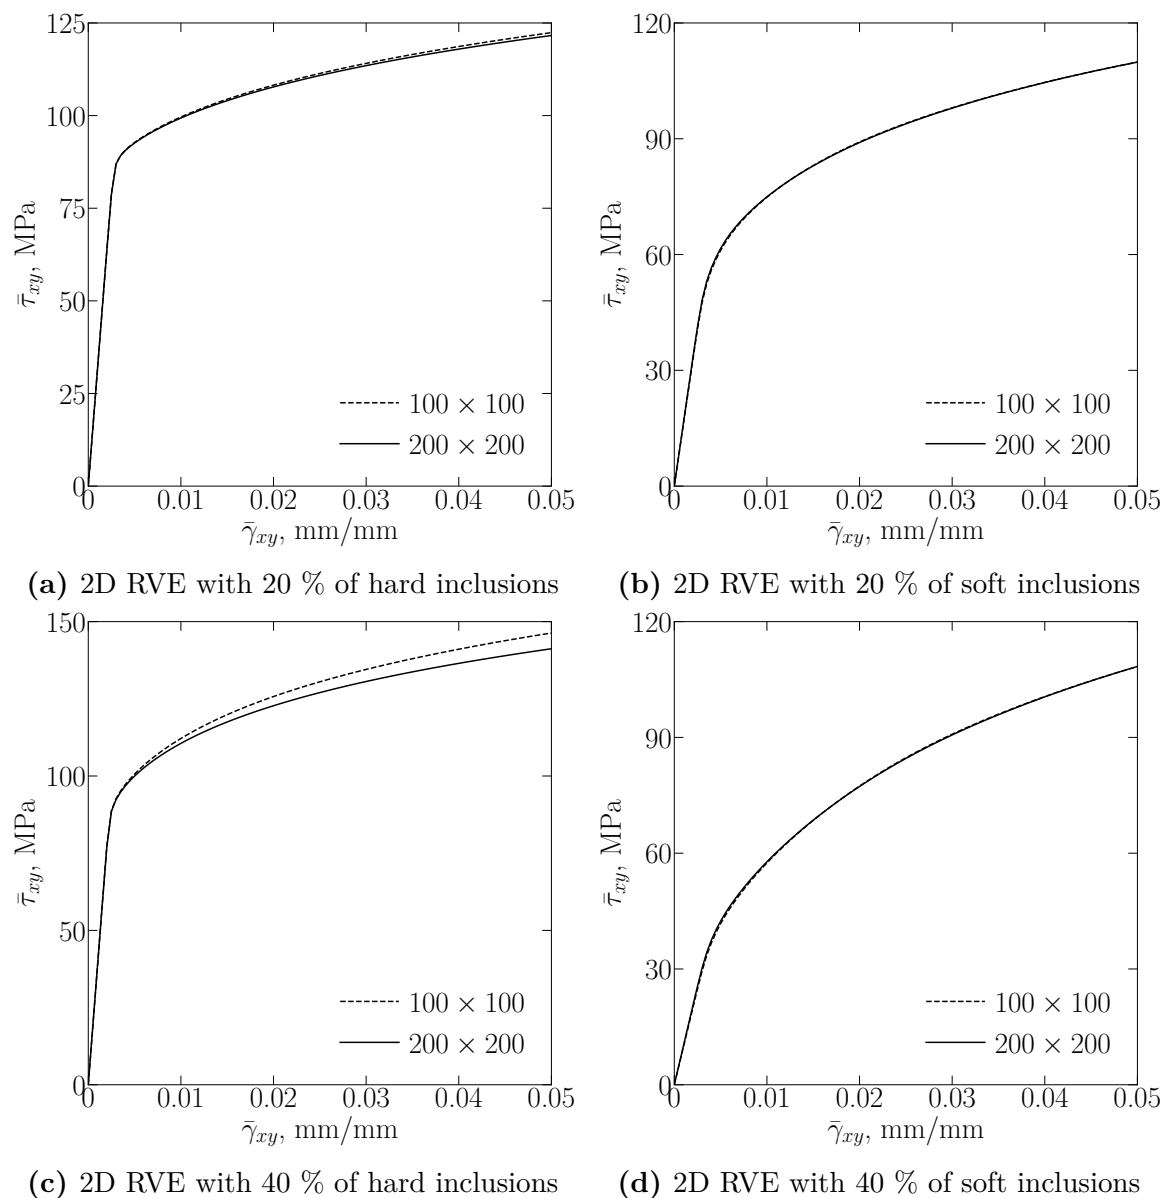 125
100
75
50
25
0
0 0.01 0.02 0.03 0.04 0.05
τ̄xy, MPa
γ̄xy, mm/mm
100 × 100
200 × 200
(a) 2D RVE with 20 % of hard inclusions
120
90
60
30
0
0 0.01 0.02 0.03 0.04 0.05
τ̄xy, MPa
γ̄xy, mm/mm
100 × 100
200 × 200
(b) 2D RVE with 20 % of soft inclusions
150
100
50
0
0 0.01 0.02 0.03 0.04 0.05
τ̄xy, MPa
γ̄xy, mm/mm
100 × 100
200 × 200
(c) 2D RVE with 40 % of hard inclusions
120
90
60
30
0
0 0.01 0.02 0.03 0.04 0.05
τ̄xy, MPa
γ̄xy, mm/mm
100 × 100
200 × 200
(d) 2D RVE with 40 % of soft inclusions